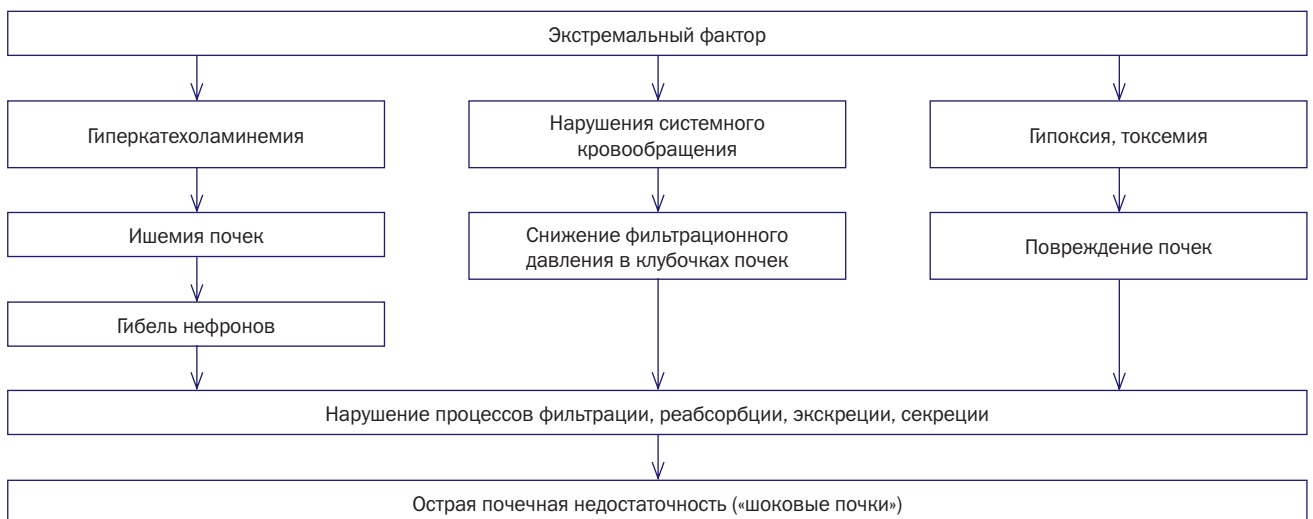 Экстремальный фактор
Гиперкатехоламинемия
Нарушения системного
кровообращения
Гипоксия, токсемия
Ишемия почек
Снижение фильтрационного
давления в клубочках почек
Повреждение почек
Гибель нефронов
Нарушение процессов фильтрации, реабсорбции, экскреции, секреции
Острая почечная недостаточность («шоковые почки»)